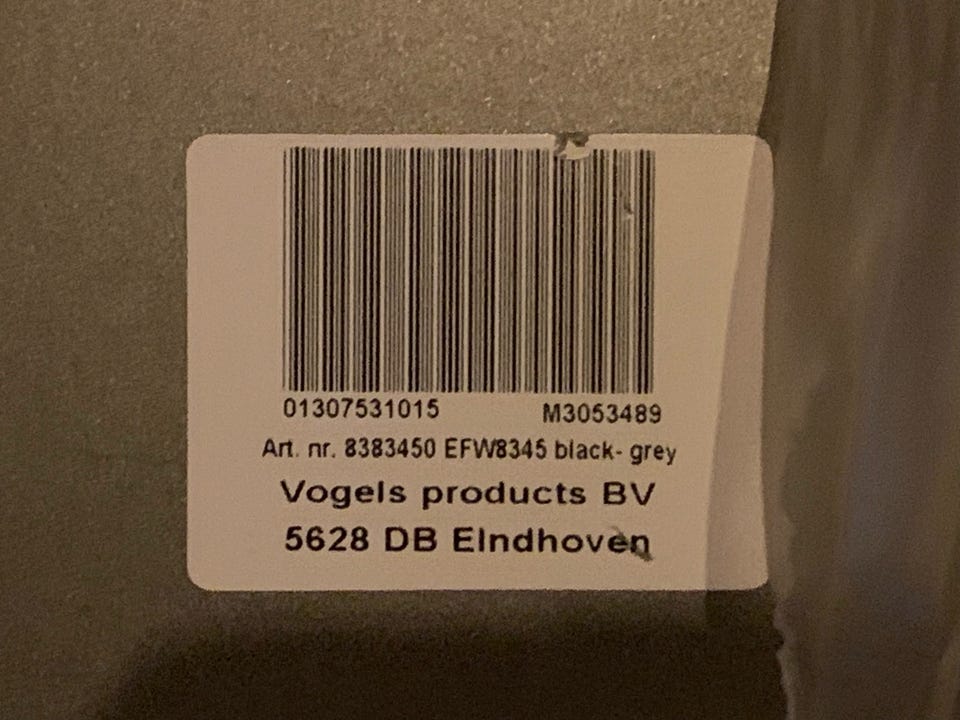 01307531015 M3053489
Art. nr. 8383450 EFW8345 black- grey
Vogels products BV
5628 DB EIndhoven